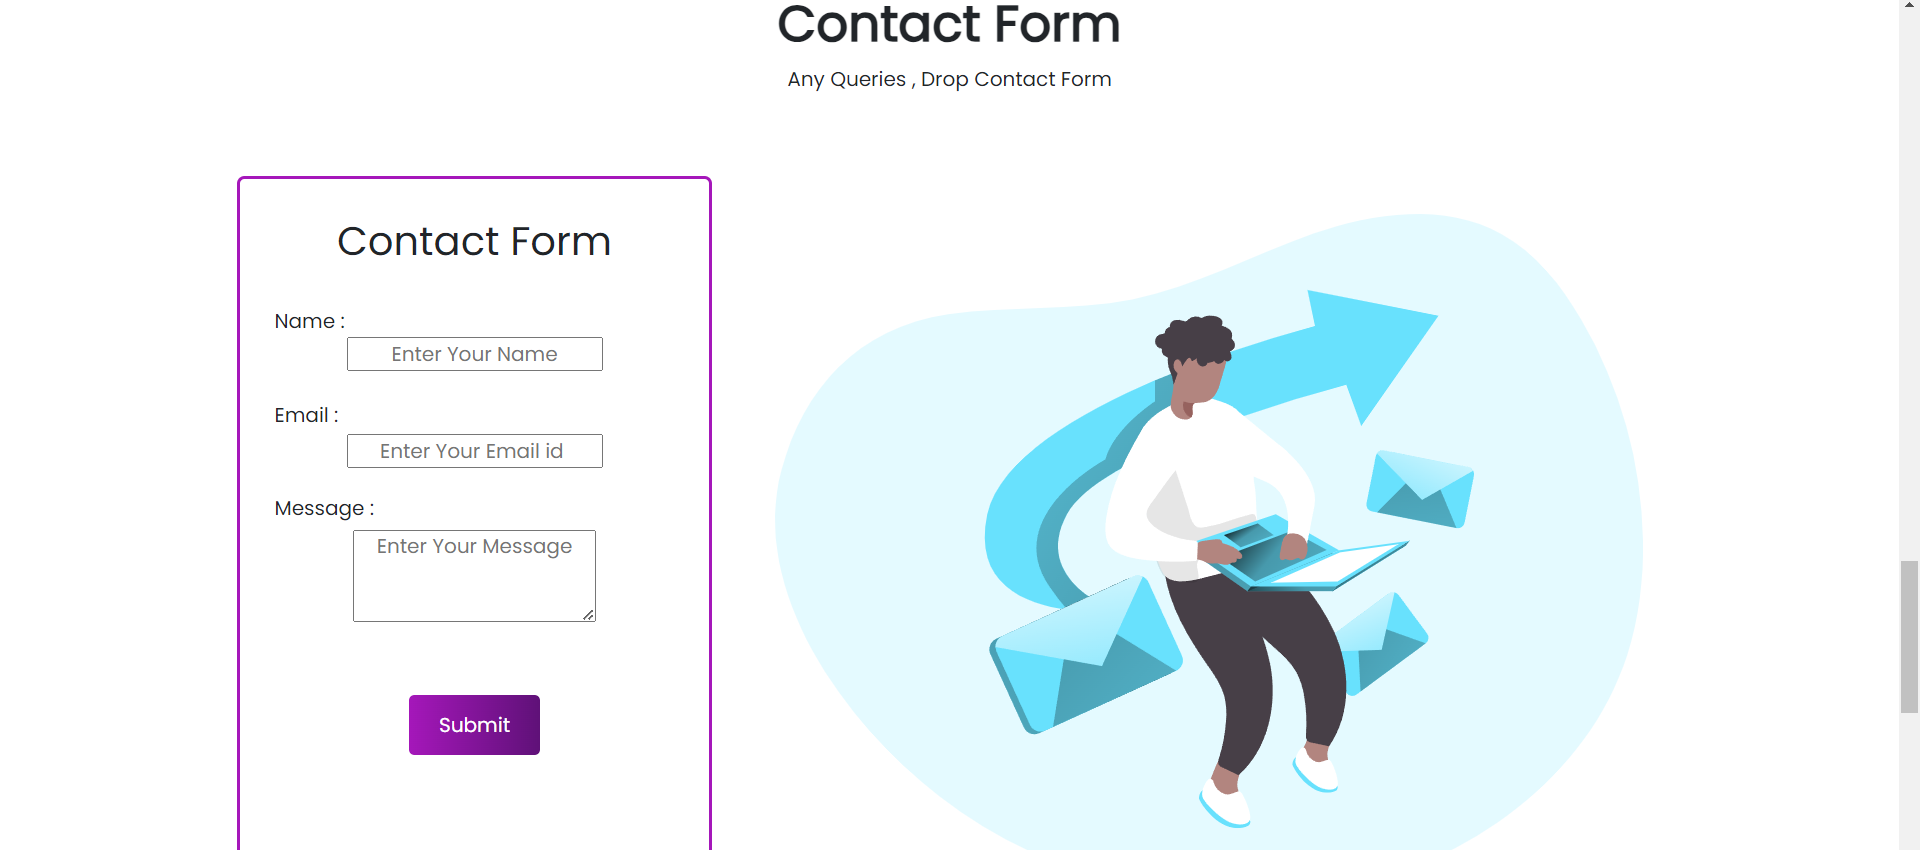 Contact Form
Any Queries , Drop Contact Form
Contact Form
Name :
Enter Your Name
Email :
Enter Your Email id
Message :
Enter Your Message
Submit